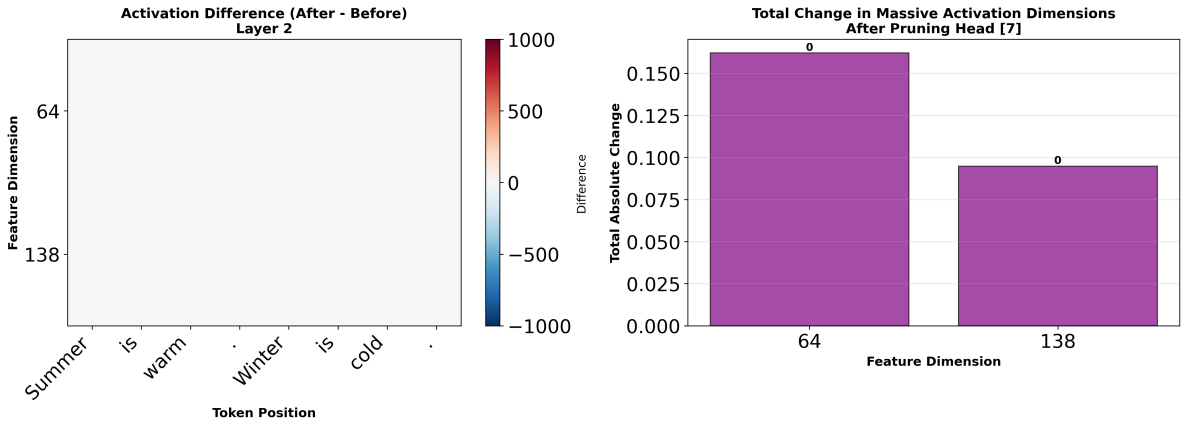 Activation Difference (After - Before)
Layer 2
Feature Dimension
64
138
Summer
is
warm
.
Winter
is
cold
.
Token Position
1000
500
0
−500
−1000
Difference
Total Change in Massive Activation Dimensions
After Pruning Head [7]
Total Absolute Change
0.150
0.125
0.100
0.075
0.050
0.025
0.000
0
0
64
138
Feature Dimension